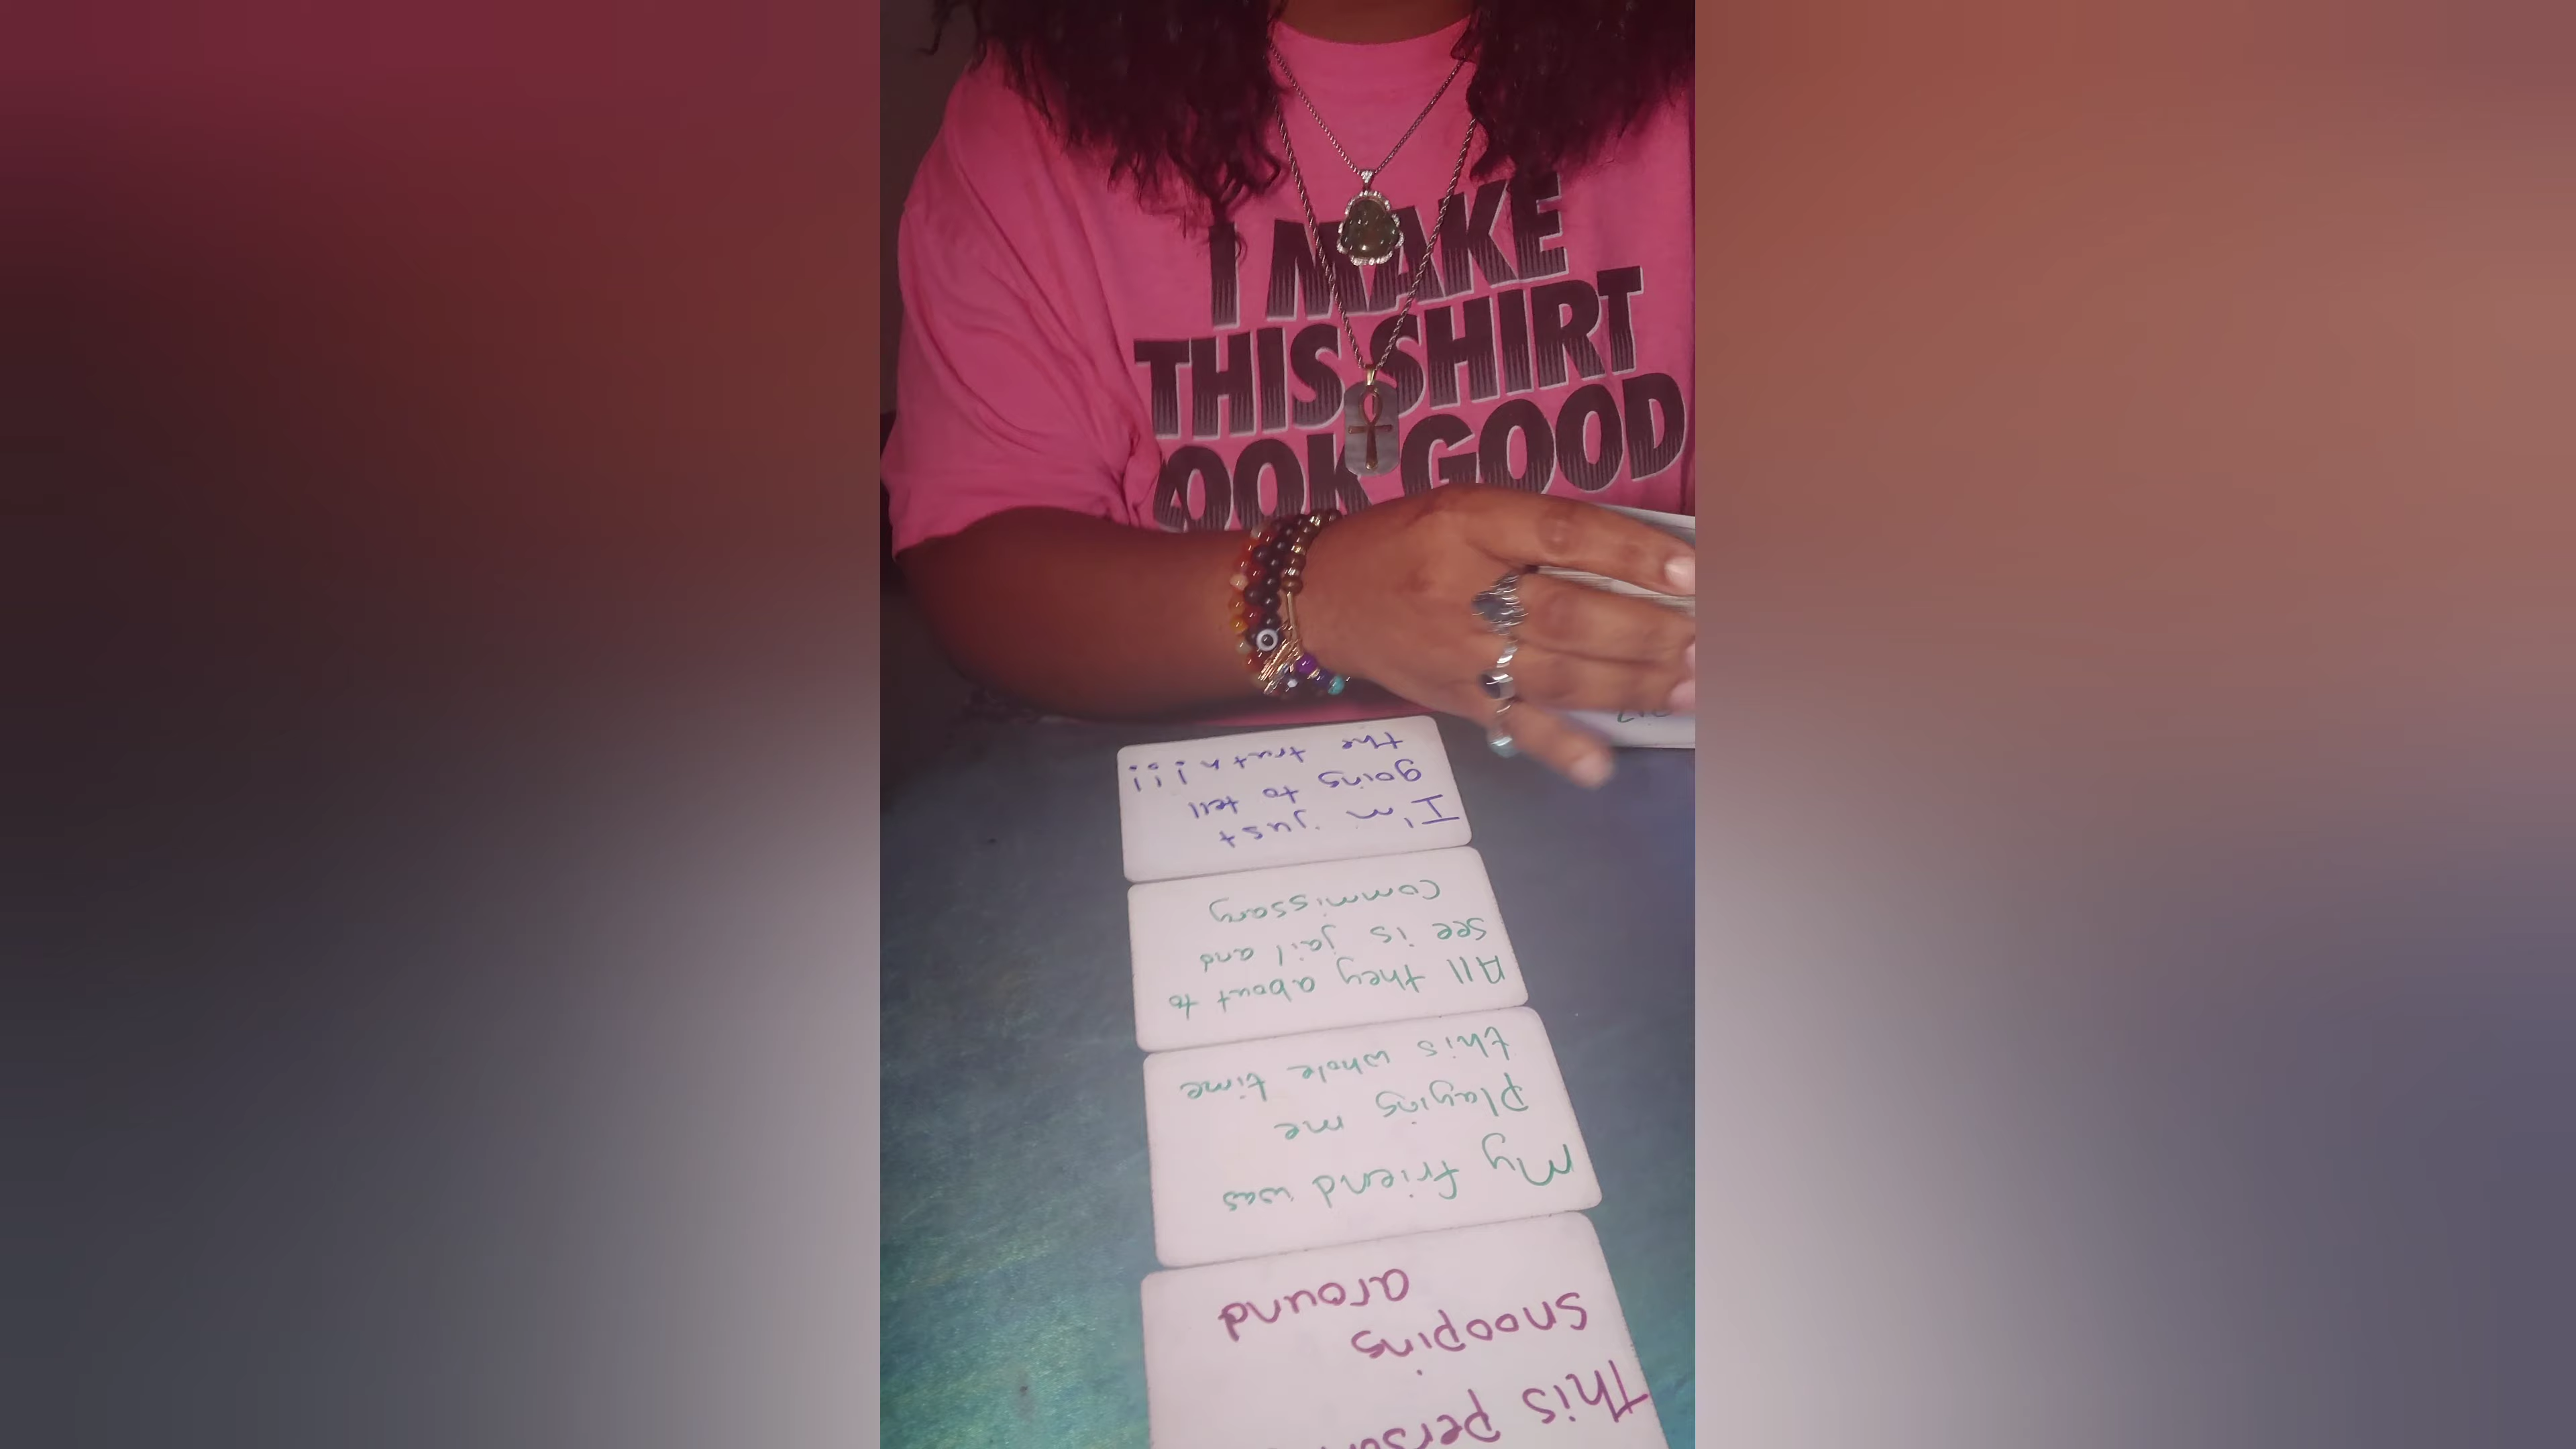 I MAKE
THIS SHIRT
LOOK GOOD
I'm just
going to tell
the truth!!!
All they about to
see is jail and
commissary
My friend was
playing me
this whole time
This person
snooping
around